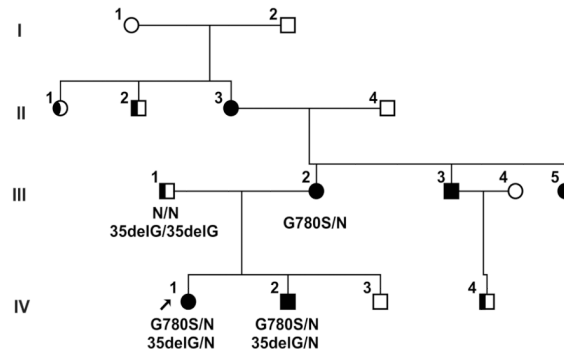 I
1
2
II
1
2
3
4
III
1
2
3
4
5
N/N
35delG/35delG
G780S/N
IV
1
2
3
4
G780S/N
35delG/N
G780S/N
35delG/N